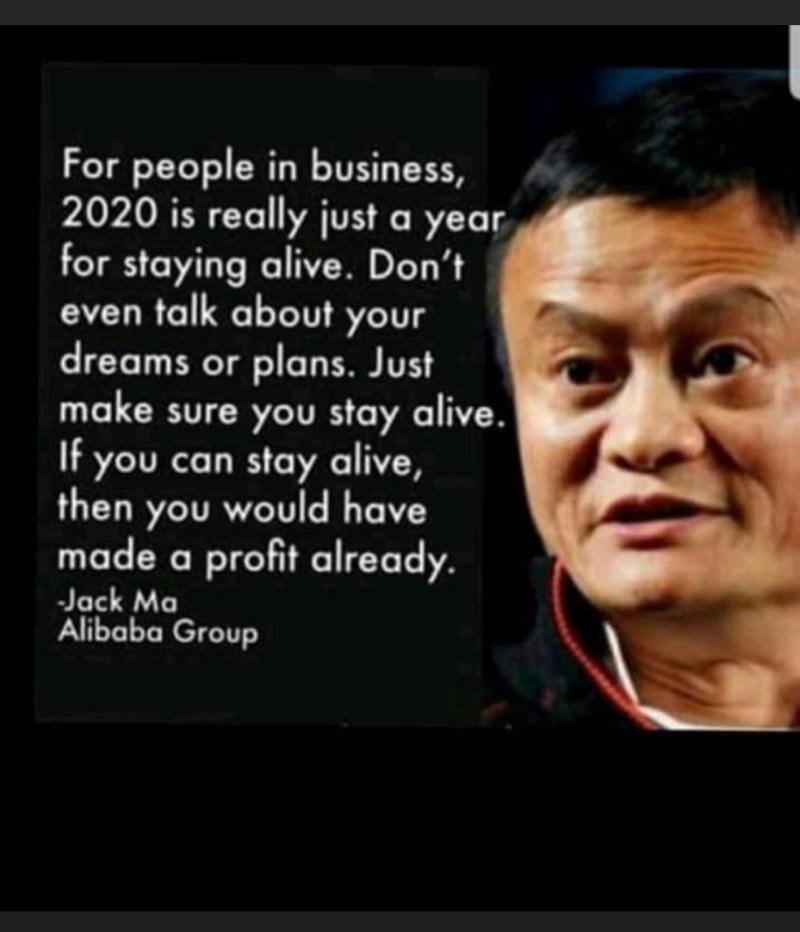 For people in business,
2020 is really just a year
for staying alive. Don't
even talk about your
dreams or plans. Just
make sure you stay alive.
If you can stay alive,
then you would have
made a profit already.
-Jack Ma
Alibaba Group